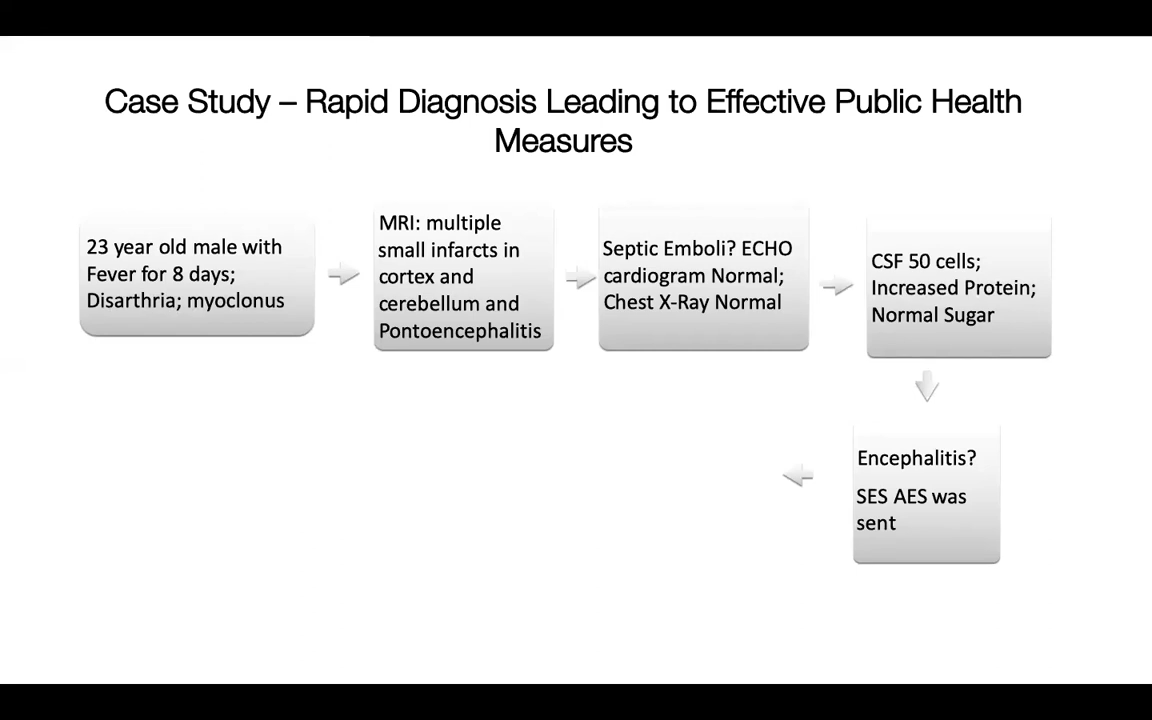 Case Study – Rapid Diagnosis Leading to Effective Public Health
Measures
23 year old male with
Fever for 8 days;
Disarthria; myoclonus
MRI: multiple
small infarcts in
cortex and
cerebellum and
Pontoencephalitis
Septic Emboli? ECHO
cardiogram Normal;
Chest X-Ray Normal
CSF 50 cells;
Increased Protein;
Normal Sugar
Encephalitis?
SES AES was
sent